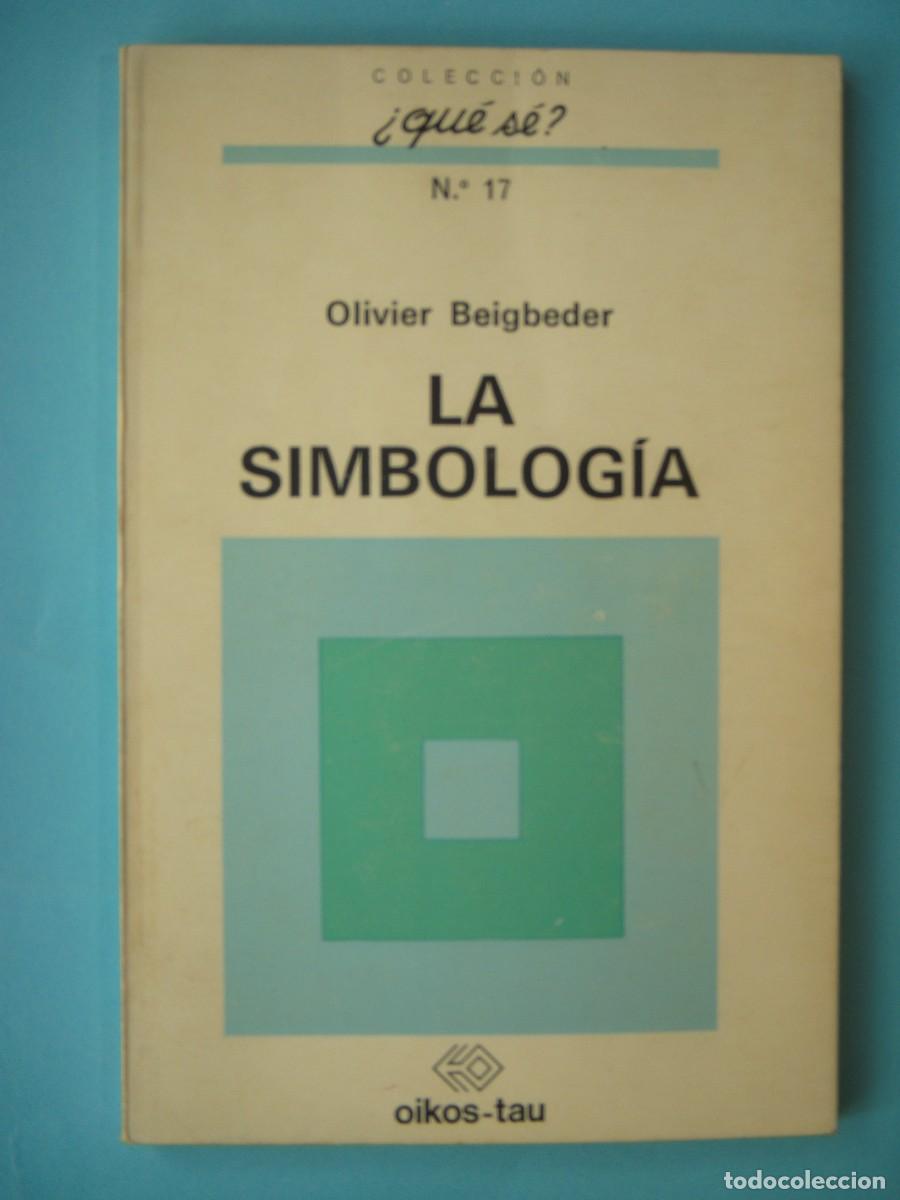 COLECCIÓN
¿qué sé?
N.° 17
Olivier Beigbeder
LA
SIMBOLOGÍA
oikos-tau
todocoleccion